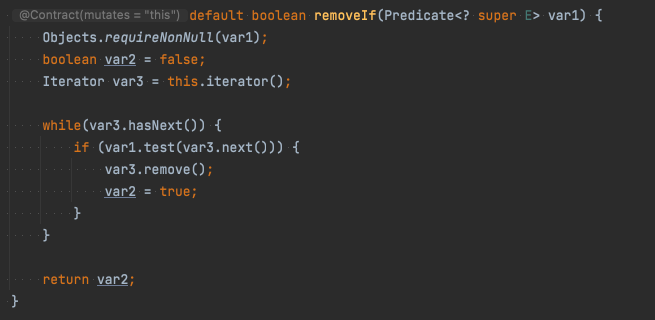 @Contract(mutates = "this") default boolean removeIf(Predicate<? super E> var1) {
    Objects.requireNonNull(var1);
    boolean var2 = false;
    Iterator var3 = this.iterator();

    while(var3.hasNext()) {
        if (var1.test(var3.next())) {
            var3.remove();
            var2 = true;
        }
    }

    return var2;
}